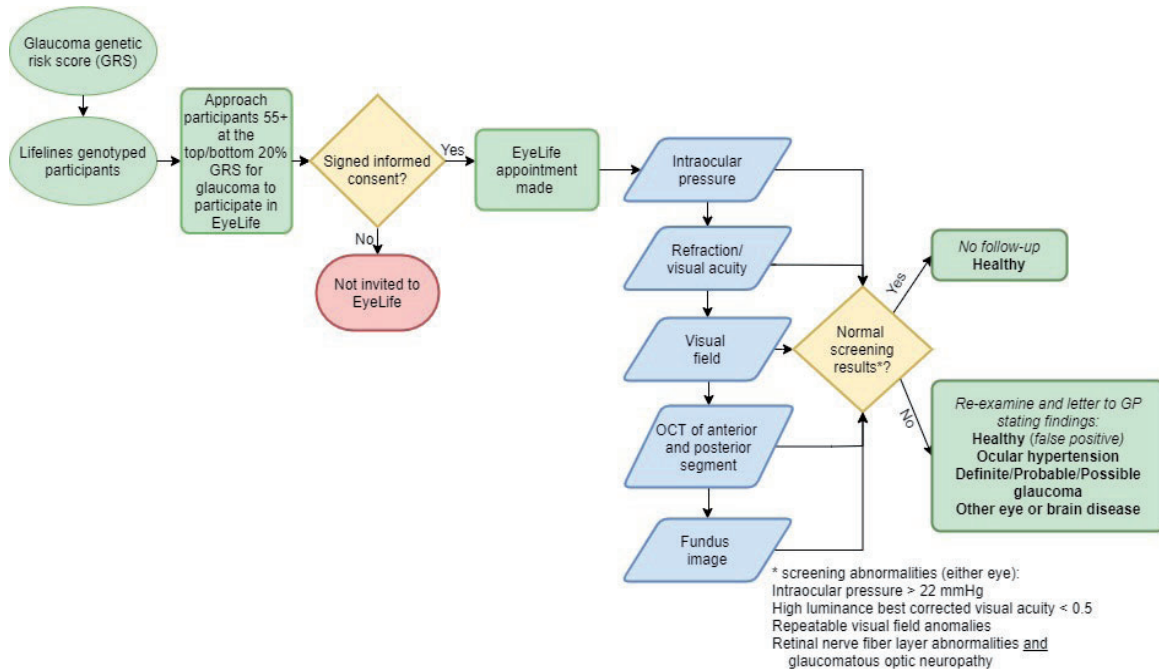 Glaucoma genetic
risk score (GRS)
Lifelines genotyped
participants
Approach
participants 55+
at the
top/bottom 20%
GRS for
glaucoma to
participate in
EyeLife
Signed informed
consent?
Yes
No
Not invited to
EyeLife
EyeLife
appointment
made
Intraocular
pressure
Refraction/
visual acuity
Visual
field
OCT of anterior
and posterior
segment
Fundus
image
Normal
screening
results*?
Yes
No follow-up
Healthy
No
Re-examine and letter to GP
stating findings:
Healthy (false positive)
Ocular hypertension
Definite/Probable/Possible
glaucoma
Other eye or brain disease
* screening abnormalities (either eye):
Intraocular pressure > 22 mmHg
High luminance best corrected visual acuity < 0.5
Repeatable visual field anomalies
Retinal nerve fiber layer abnormalities and
glaucomatous optic neuropathy